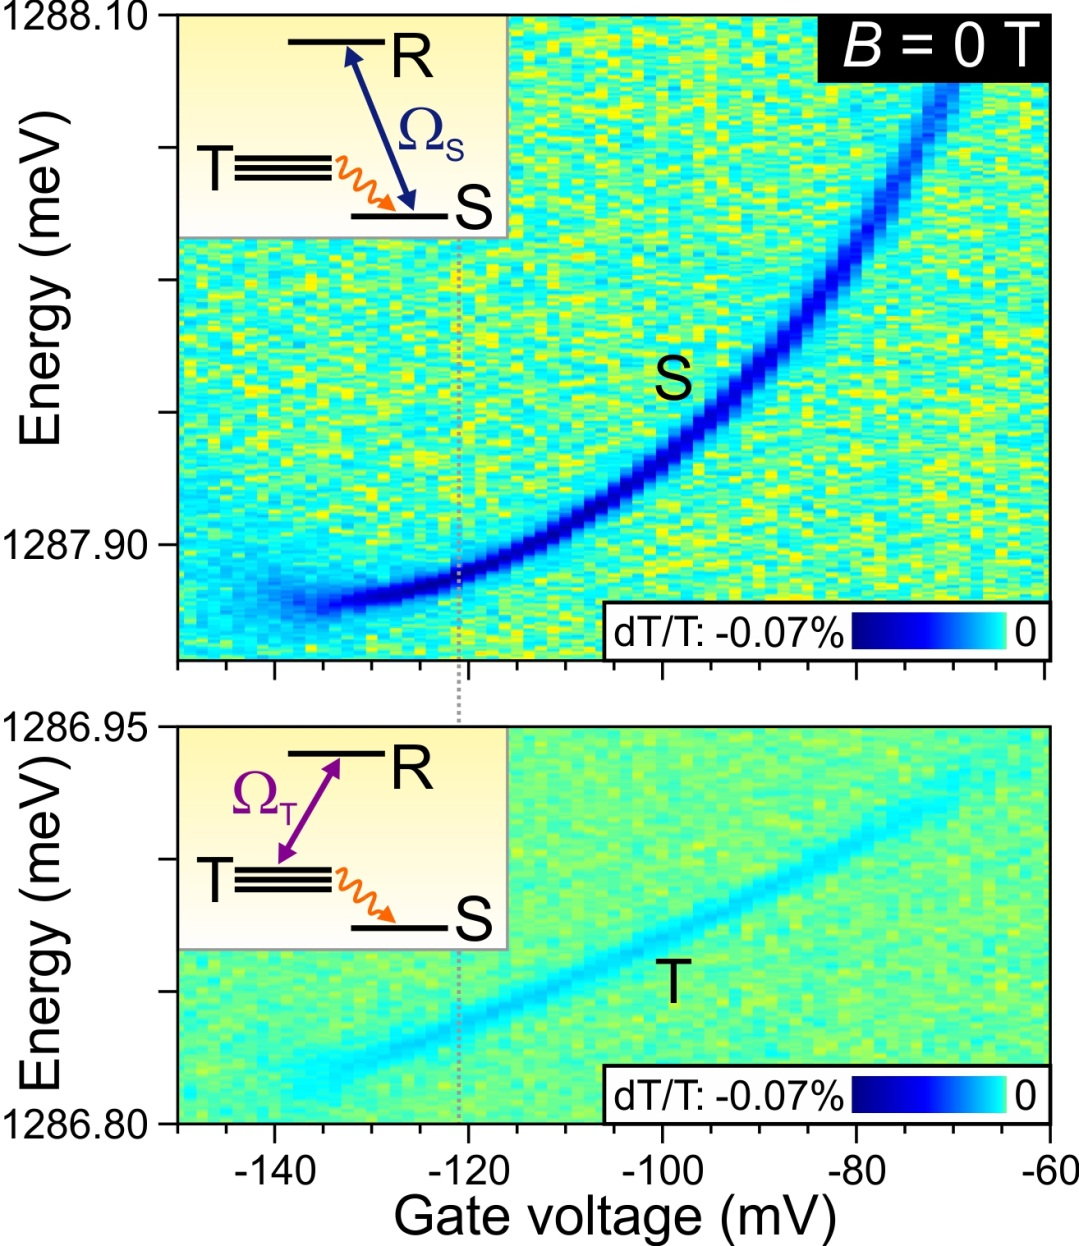 1288.10
B = 0 T
R
Ω_S
T
S
Energy (meV)
S
1287.90
dT/T: -0.07% 0
1286.95
R
Ω_T
T
S
Energy (meV)
T
dT/T: -0.07% 0
1286.80
-140 -120 -100 -80 -60
Gate voltage (mV)